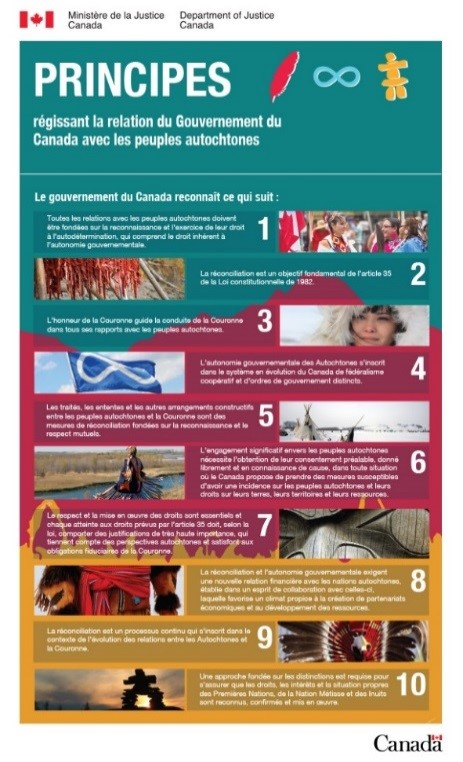 Ministère de la Justice
Canada
Department of Justice
Canada
PRINCIPES
régissant la relation du Gouvernement du
Canada avec les peuples autochtones
Le gouvernement du Canada reconnaît ce qui suit :
Toutes les relations avec les peuples autochtones doivent
être fondées sur la reconnaissance et l'exercice de leur droit
à l'autodétermination, qui comprend le droit inhérent à
l'autonomie gouvernementale.
1
La réconciliation est un objectif fondamental de l'article 35
de la Loi constitutionnelle de 1982.
2
L'honneur de la Couronne guide la conduite de la Couronne
dans tous ses rapports avec les peuples autochtones.
3
L'autonomie gouvernementale des Autochtones s'inscrit
dans le système en évolution du Canada de fédéralisme
coopératif et d'ordres de gouvernement distincts.
4
Les traités, les ententes et les autres arrangements constructifs
entre les peuples autochtones et la Couronne sont des
mesures de réconciliation fondées sur la reconnaissance et le
respect mutuels.
5
L'engagement significatif envers les peuples autochtones
nécessite l'obtention de leur consentement préalable, donné
librement et en connaissance de cause, dans toute situation
où le Canada propose de prendre des mesures susceptibles
d'avoir une incidence sur les peuples autochtones et leurs
droits sur leurs terres, leurs territoires et leurs ressources.
6
Le respect et la mise en œuvre des droits sont essentiels et
chaque atteinte aux droits prévus par l'article 35 doit, selon la
loi, comporter des justifications de très haute importance, qui
tiennent compte des perspectives autochtones et satisfont aux
obligations fiduciaires de la Couronne.
7
La réconciliation et l'autonomie gouvernementale exigent
une nouvelle relation financière avec les nations autochtones,
établie dans un esprit de collaboration avec celles-ci,
laquelle favorise un climat propice à la création de partenariats
économiques et au développement des ressources.
8
La réconciliation est un processus continu qui s'inscrit dans le
contexte de l'évolution des relations entre les Autochtones et
la Couronne.
9
Une approche fondée sur les distinctions est requise pour
s'assurer que les droits, les intérêts et la situation propres
des Premières Nations, de la Nation Métisse et des Inuits
sont reconnus, confirmés et mis en œuvre.
10
Canada